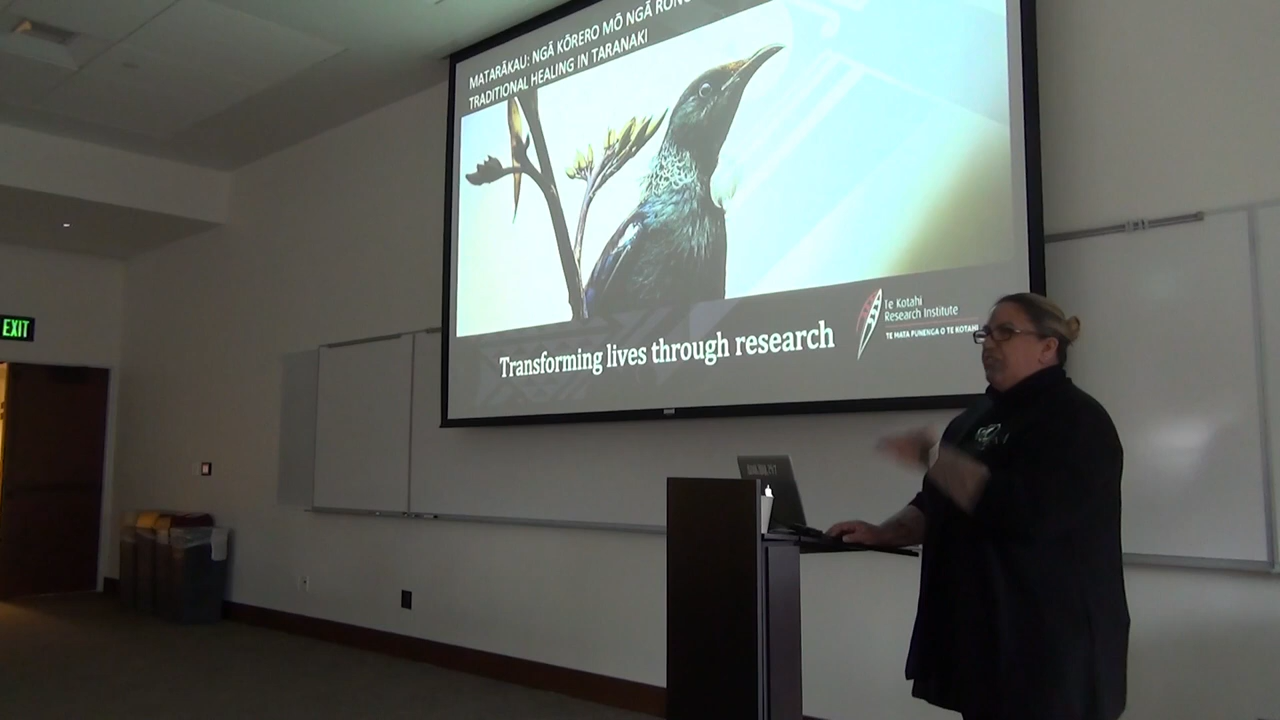 MATARĀKAU: NGĀ KŌRERO MŌ NGĀ
TRADITIONAL HEALING IN TARANAKI
Transforming lives through research
Te Kotahi
Research Institute
TE MATA PUNENGA O TE KOTAHI
EXIT